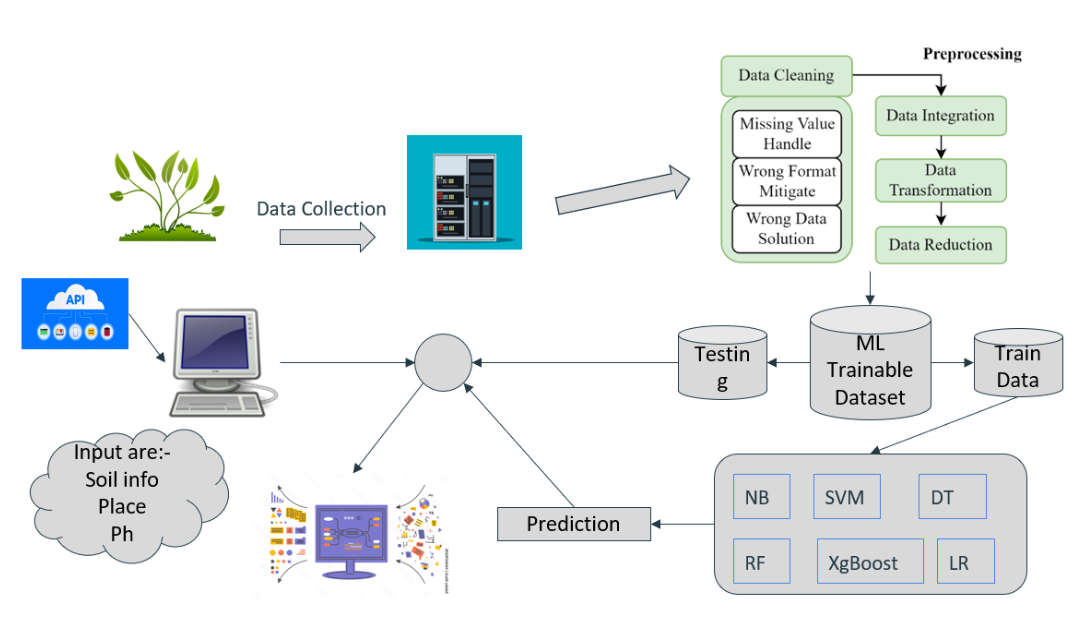 Preprocessing
Data Cleaning
Missing Value
Handle
Wrong Format
Mitigate
Wrong Data
Solution
Data Integration
Data
Transformation
Data Reduction
Data Collection
API
Testin
g
ML
Trainable
Dataset
Train
Data
Input are:-
Soil info
Place
Ph
Prediction
NB
SVM
DT
RF
XgBoost
LR